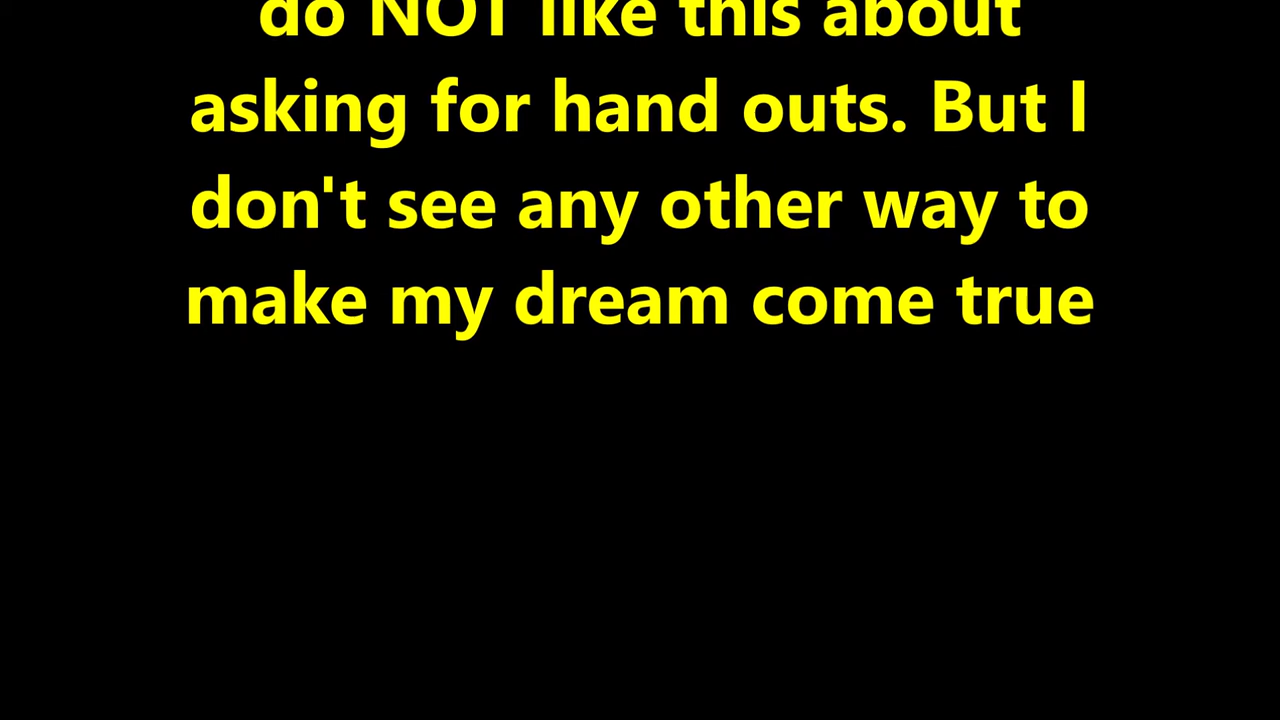 do NOT like this about
asking for hand outs. But I
don't see any other way to
make my dream come true